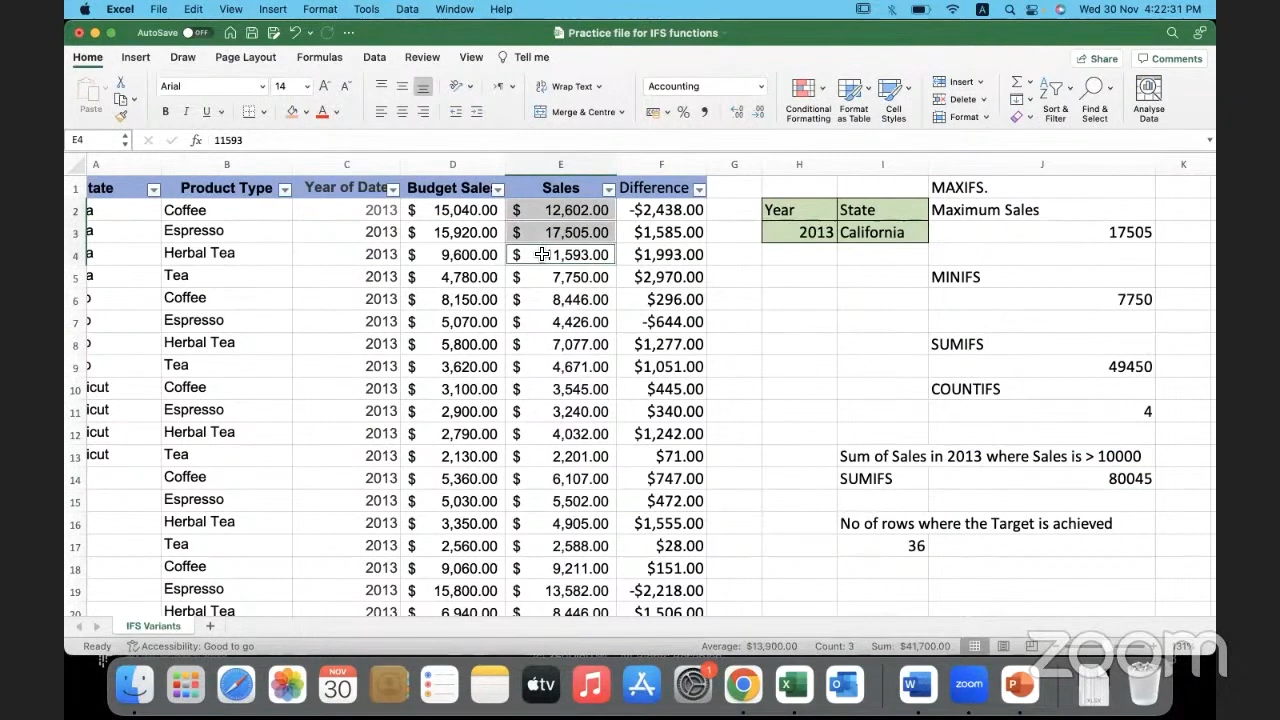 Excel File Edit View Insert Format Tools Data Window Help A Wed 30 Nov 4:22:31 PM
AutoSave OFF Practice file for IFS functions
Home Insert Draw Page Layout Formulas Data Review View Tell me Share Comments
Paste Arial 14 Wrap Text Accounting Insert
B I U A Merge & Centre % Delete
Conditional Formatting Format as Table Cell Styles Format Sort & Filter Find & Select Analyse Data
E4 fx 11593
A B C D E F G H I J K
1 tate Product Type Year of Date Budget Sale Sales Difference MAXIFS.
2 a Coffee 2013 $ 15,040.00 $ 12,602.00 -$2,438.00 Year State Maximum Sales
3 a Espresso 2013 $ 15,920.00 $ 17,505.00 $1,585.00 2013 California 17505
4 a Herbal Tea 2013 $ 9,600.00 $ 1,593.00 $1,993.00
5 a Tea 2013 $ 4,780.00 $ 7,750.00 $2,970.00 MINIFS
6 o Coffee 2013 $ 8,150.00 $ 8,446.00 $296.00 7750
7 o Espresso 2013 $ 5,070.00 $ 4,426.00 -$644.00
8 o Herbal Tea 2013 $ 5,800.00 $ 7,077.00 $1,277.00 SUMIFS
9 o Tea 2013 $ 3,620.00 $ 4,671.00 $1,051.00 49450
10 icut Coffee 2013 $ 3,100.00 $ 3,545.00 $445.00 COUNTIFS
11 icut Espresso 2013 $ 2,900.00 $ 3,240.00 $340.00 4
12 icut Herbal Tea 2013 $ 2,790.00 $ 4,032.00 $1,242.00
13 icut Tea 2013 $ 2,130.00 $ 2,201.00 $71.00 Sum of Sales in 2013 where Sales is > 10000
14 Coffee 2013 $ 5,360.00 $ 6,107.00 $747.00 SUMIFS 80045
15 Espresso 2013 $ 5,030.00 $ 5,502.00 $472.00
16 Herbal Tea 2013 $ 3,350.00 $ 4,905.00 $1,555.00 No of rows where the Target is achieved
17 Tea 2013 $ 2,560.00 $ 2,588.00 $28.00 36
18 Coffee 2013 $ 9,060.00 $ 9,211.00 $151.00
19 Espresso 2013 $ 15,800.00 $ 13,582.00 -$2,218.00
20 Herbal Tea 2013 $ 6,940.00 $ 8,446.00 $1,506.00
IFS Variants +
Ready Accessibility: Good to go Average: $13,900.00 Count: 3 Sum: $41,700.00
zoom
NOV 30 tv 1 X O W zoom P XLSX